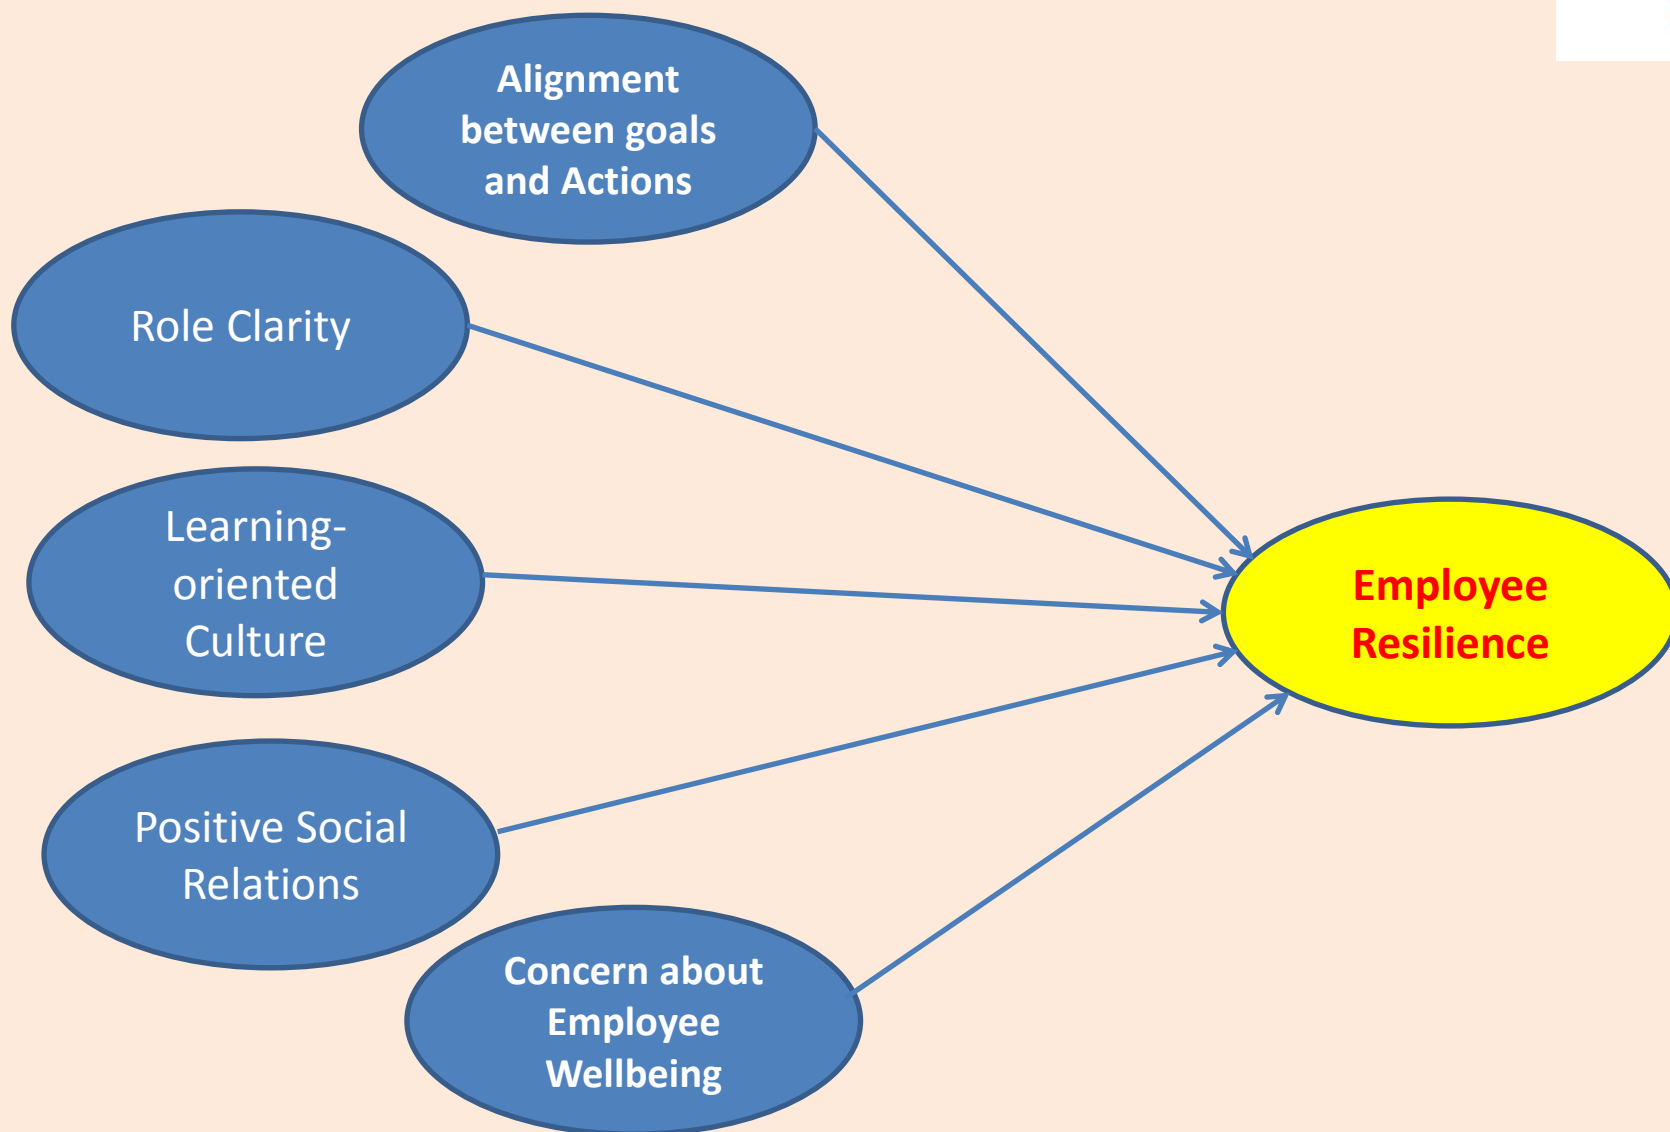 Alignment
between goals
and Actions
Role Clarity
Learning-
oriented
Culture
Positive Social
Relations
Concern about
Employee
Wellbeing
Employee
Resilience